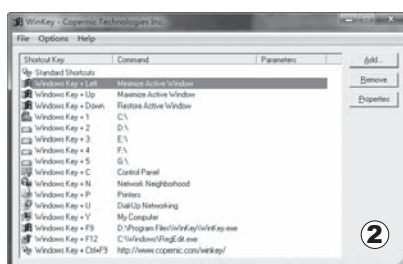 WinKey - Copernic Technologies Inc.
File Options Help
Shortcut Key Command Parameters
Standard Shortcuts
Windows Key + Left Minimize Active Window
Windows Key + Up Maximize Active Window
Windows Key + Down Restore Active Window
Windows Key + 1 C:\
Windows Key + 2 D:\
Windows Key + 3 E:\
Windows Key + 4 F:\
Windows Key + 5 G:\
Windows Key + C Control Panel
Windows Key + N Network Neighborhood
Windows Key + P Printers
Windows Key + U Dial-Up Networking
Windows Key + Y My Computer
Windows Key + F9 D:\Program Files\WinKey\WinKey.exe
Windows Key + F12 C:\Windows\RegEdit.exe
Windows Key + Ctrl+F9 http://www.copernic.com/winkey/
Add...
Remove
Properties
2